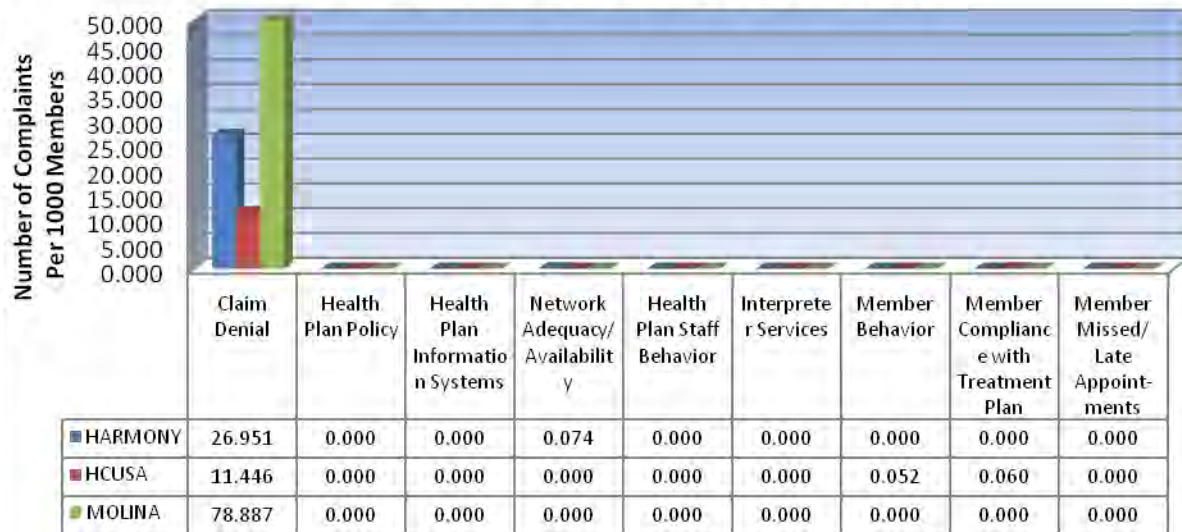 Number of Complaints
Per 1000 Members
50.000
45.000
40.000
35.000
30.000
25.000
20.000
15.000
10.000
5.000
0.000
Claim
Denial
Health
Plan Policy
Health
Plan
Informatio
n Systems
Network
Adequacy/
Availabilit
y
Health
Plan Staff
Behavior
Interprete
r Services
Member
Behavior
Member
Complianc
e with
Treatment
Plan
Member
Missed/
Late
Appoint-
ments
HARMONY 26.951 0.000 0.000 0.074 0.000 0.000 0.000 0.000 0.000
HCUSA 11.446 0.000 0.000 0.000 0.000 0.000 0.052 0.060 0.000
MOLINA 78.887 0.000 0.000 0.000 0.000 0.000 0.000 0.000 0.000